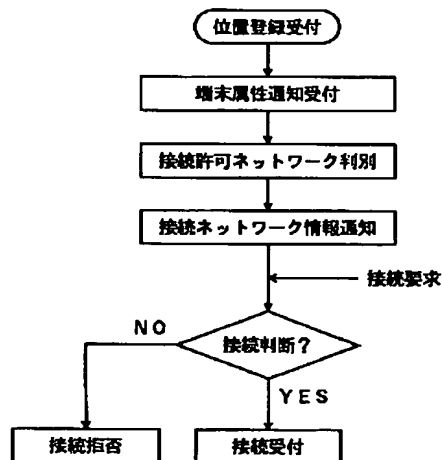 位置登録受付
端末属性通知受付
接続許可ネットワーク判別
接続ネットワーク情報通知
接続要求
NO
接続判断?
YES
接続拒否
接続受付